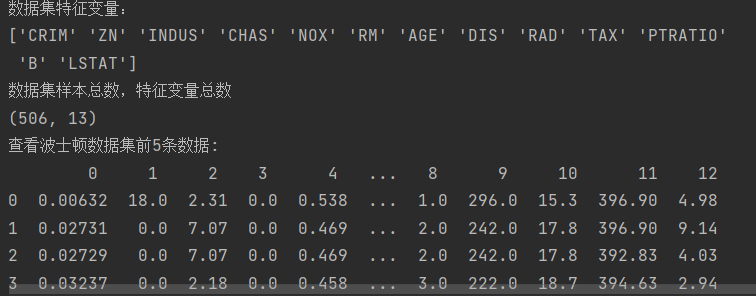 数据集特征变量:
['CRIM' 'ZN' 'INDUS' 'CHAS' 'NOX' 'RM' 'AGE' 'DIS' 'RAD' 'TAX' 'PTRATIO'
 'B' 'LSTAT']
数据集样本总数，特征变量总数
(506, 13)
查看波士顿数据集前5条数据:
        0     1     2    3      4   ...   8      9     10      11    12
0  0.00632  18.0  2.31  0.0  0.538  ...  1.0  296.0  15.3  396.90  4.98
1  0.02731   0.0  7.07  0.0  0.469  ...  2.0  242.0  17.8  396.90  9.14
2  0.02729   0.0  7.07  0.0  0.469  ...  2.0  242.0  17.8  392.83  4.03
3  0.03237   0.0  2.18  0.0  0.458  ...  3.0  222.0  18.7  394.63  2.94